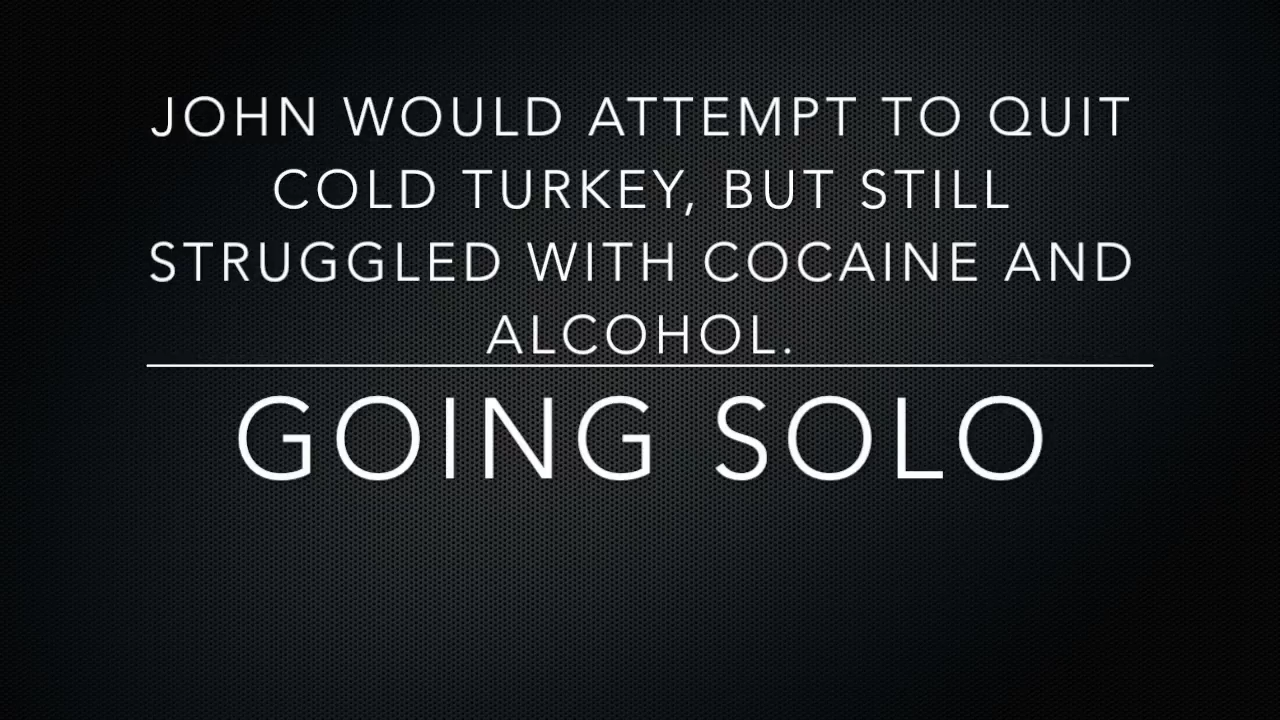 JOHN WOULD ATTEMPT TO QUIT
COLD TURKEY, BUT STILL
STRUGGLED WITH COCAINE AND
ALCOHOL.
GOING SOLO